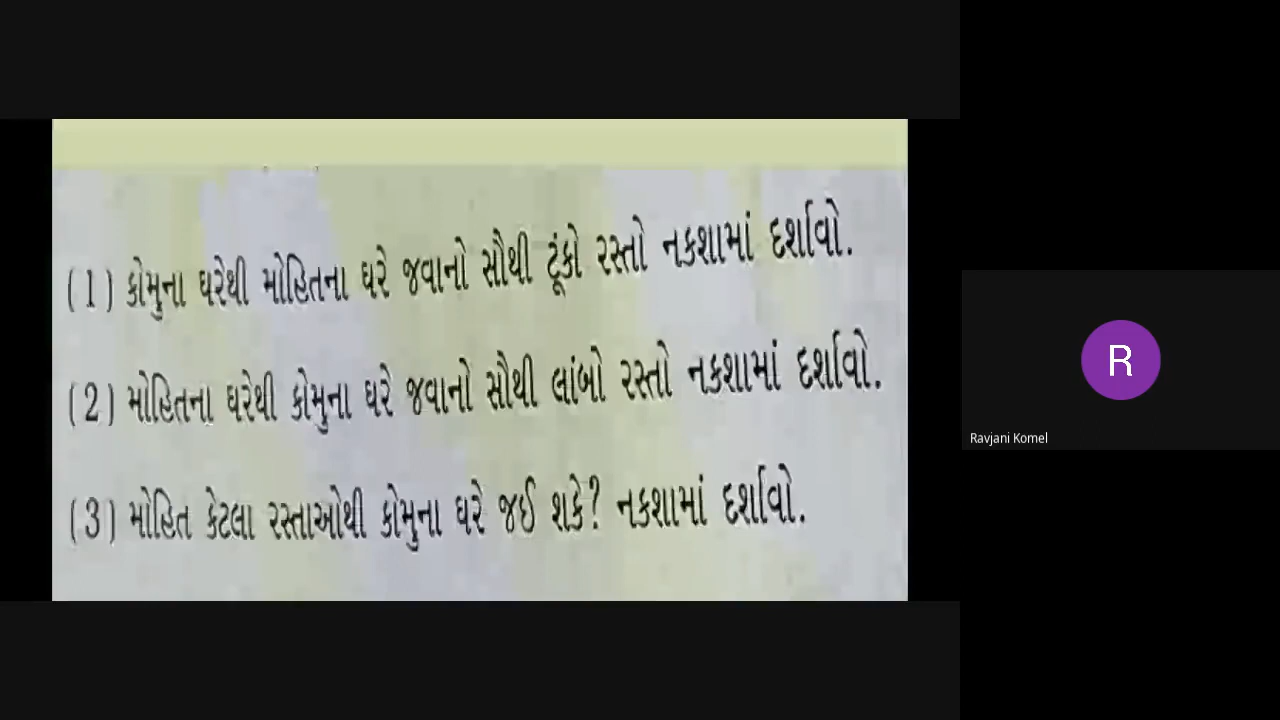 (1) કોમુના ઘરેથી મોહિતના ઘરે જવાનો સૌથી ટૂંકો રસ્તો નકશામાં દર્શાવો.
(2) મોહિતના ઘરેથી કોમુના ઘરે જવાનો સૌથી લાંબો રસ્તો નકશામાં દર્શાવો.
(3) મોહિત કેટલા રસ્તાઓથી કોમુના ઘરે જઈ શકે? નકશામાં દર્શાવો.
R
Ravjani Komel